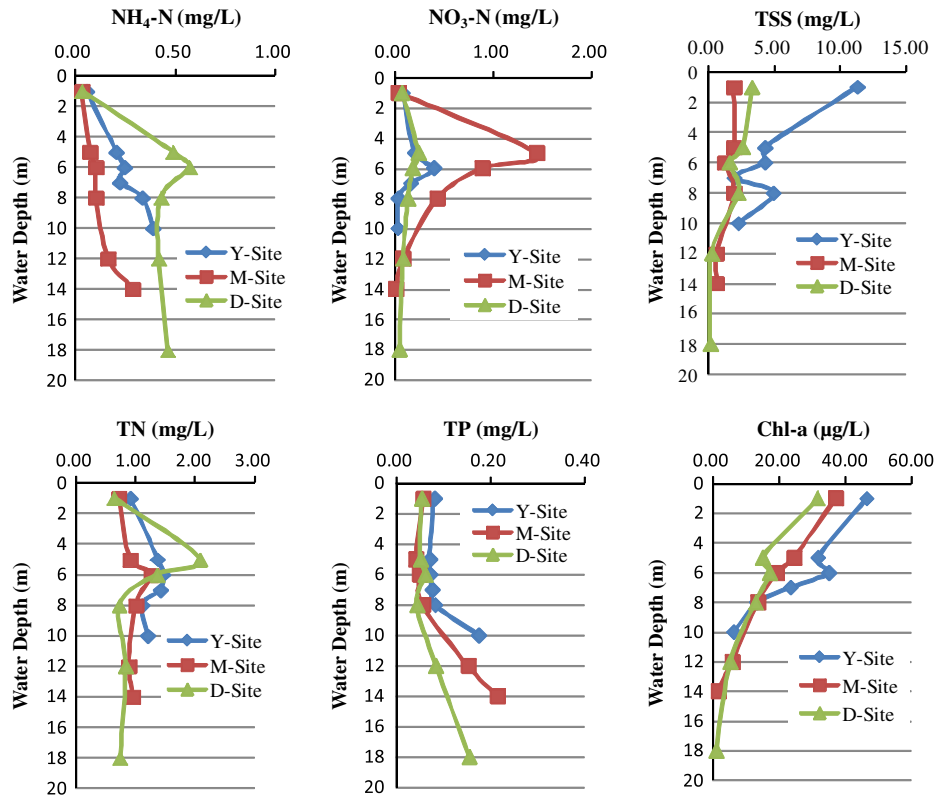 NH₄-N (mg/L)
0.00 0.50 1.00
0
2
4
6
8
10
12
14
16
18
20
Water Depth (m)
Y-Site
M-Site
D-Site
NO₃-N (mg/L)
0.00 1.00 2.00
0
2
4
6
8
10
12
14
16
18
20
Water Depth (m)
Y-Site
M-Site
D-Site
TSS (mg/L)
0.00 5.00 10.00 15.00
0
2
4
6
8
10
12
14
16
18
20
Water Depth (m)
Y-Site
M-Site
D-Site
TN (mg/L)
0.00 1.00 2.00 3.00
0
2
4
6
8
10
12
14
16
18
20
Water Depth (m)
Y-Site
M-Site
D-Site
TP (mg/L)
0.00 0.20 0.40
0
2
4
6
8
10
12
14
16
18
20
Water Depth (m)
Y-Site
M-Site
D-Site
Chl-a (µg/L)
0.00 20.00 40.00 60.00
0
2
4
6
8
10
12
14
16
18
20
Water Depth (m)
Y-Site
M-Site
D-Site